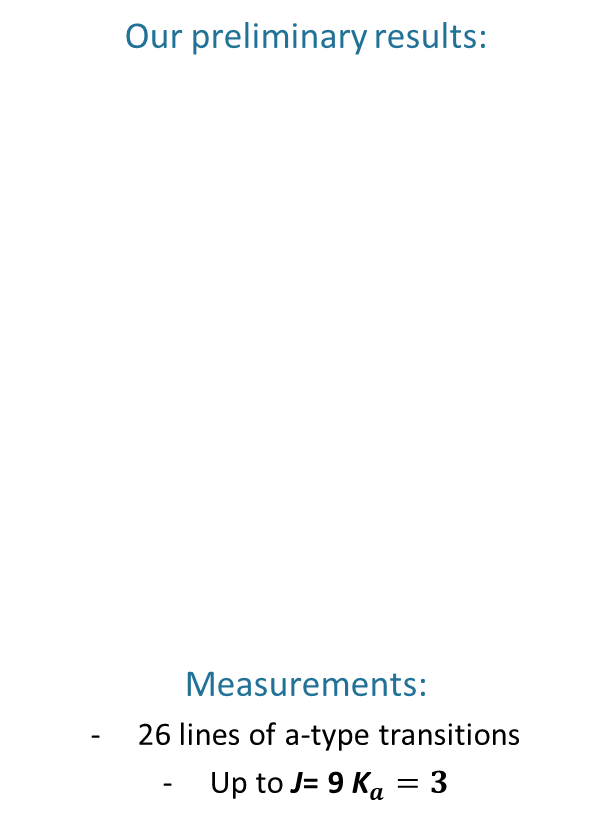 Our preliminary results:
Measurements:
- 26 lines of a-type transitions
- Up to J= 9 Kₐ = 3